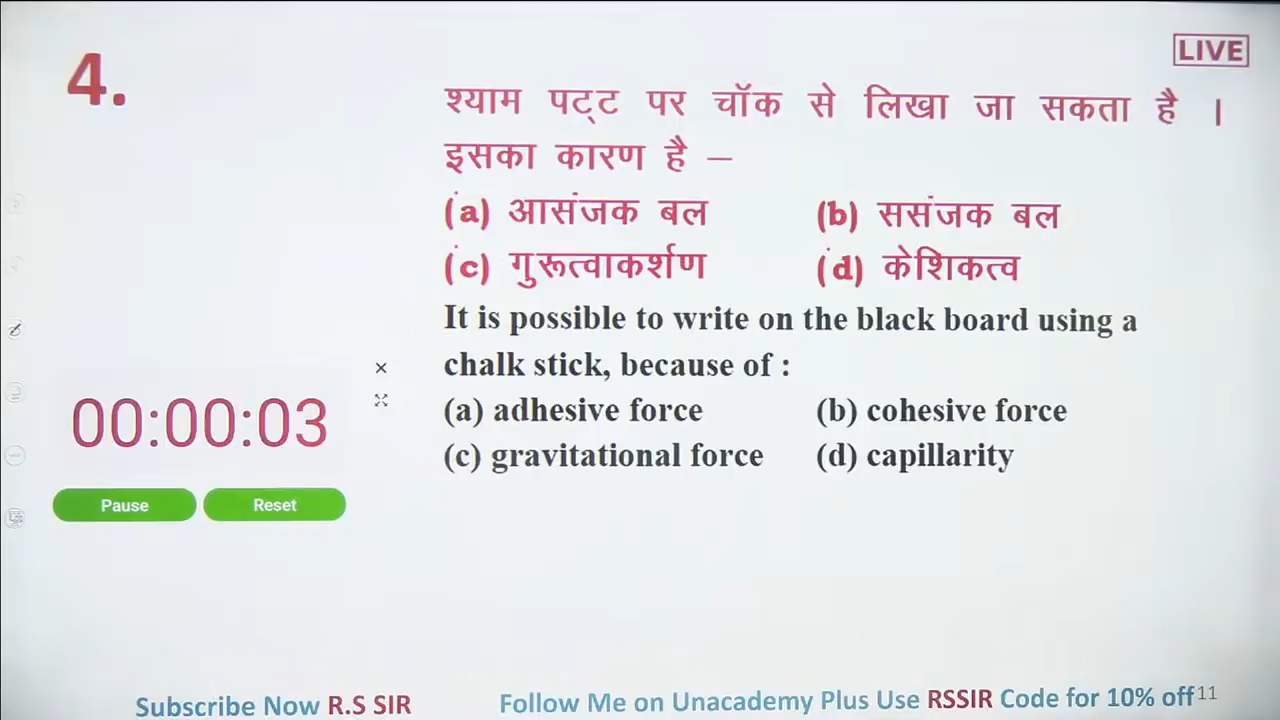 4.
LIVE
श्याम पट्ट पर चॉक से लिखा जा सकता है ।
इसका कारण है –
(a) आसंजक बल (b) ससंजक बल
(c) गुरूत्वाकर्शण (d) केशिकत्व
It is possible to write on the black board using a
chalk stick, because of :
(a) adhesive force (b) cohesive force
(c) gravitational force (d) capillarity
00:00:03
Pause Reset
Subscribe Now R.S SIR Follow Me on Unacademy Plus Use RSSIR Code for 10% off 11